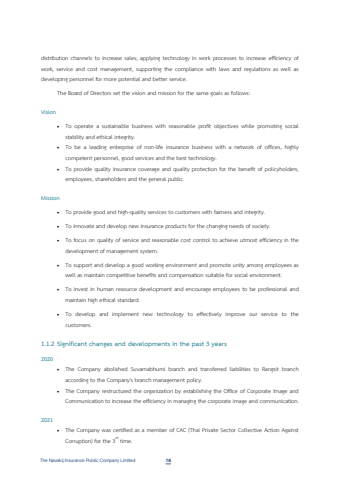 distribution channels to increase sales; applying technology in work processes to increase efficiency of
work, service and cost management, supporting the compliance with laws and regulations as well as
developing personnel for more potential and better service.
The Board of Directors set the vision and mission for the same goals as follows:
Vision
• To operate a sustainable business with reasonable profit objectives while promoting social
stability and ethical integrity.
• To be a leading enterprise of non-life insurance business with a network of offices, highly
competent personnel, good services and the best technology.
• To provide quality insurance coverage and quality protection for the benefit of policyholders,
employees, shareholders and the general public.
Mission
• To provide good and high-quality services to customers with fairness and integrity.
• To innovate and develop new insurance products for the changing needs of society.
• To focus on quality of service and reasonable cost control to achieve utmost efficiency in the
development of management system.
• To support and develop a good working environment and promote unity among employees as
well as maintain competitive benefits and compensation suitable for social environment.
• To invest in human resource development and encourage employees to be professional and
maintain high ethical standard.
• To develop and implement new technology to effectively improve our service to the
customers.
1.1.2 Significant changes and developments in the past 3 years
2020
• The Company abolished Suvarnabhumi branch and transferred liabilities to Rangsit branch
according to the Company's branch management policy.
• The Company restructured the organization by establishing the Office of Corporate Image and
Communication to increase the efficiency in managing the corporate image and communication.
2021
• The Company was certified as a member of CAC (Thai Private Sector Collective Action Against
Corruption) for the 3rd time.
The Navakij Insurance Public Company Limited 18